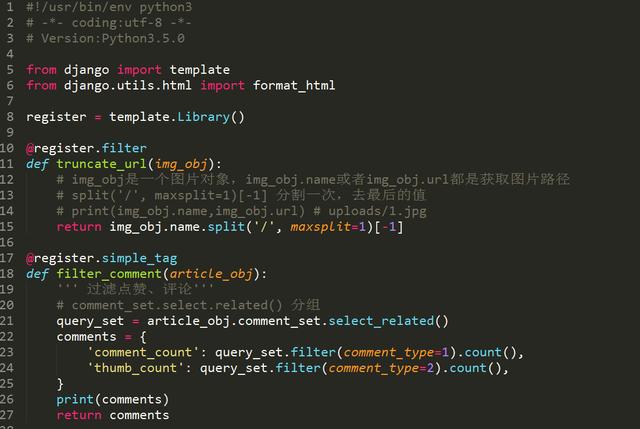 1 #!/usr/bin/env python3
2 # -*- coding:utf-8 -*-
3 # Version:Python3.5.0
4
5 from django import template
6 from django.utils.html import format_html
7
8 register = template.Library()
9
10 @register.filter
11 def truncate_url(img_obj):
12     # img_obj是一个图片对象，img_obj.name或者img_obj.url都是获取图片路径
13     # split('/', maxsplit=1)[-1] 分割一次，去最后的值
14     # print(img_obj.name,img_obj.url) # uploads/1.jpg
15     return img_obj.name.split('/', maxsplit=1)[-1]
16
17 @register.simple_tag
18 def filter_comment(article_obj):
19     ''' 过滤点赞、评论'''
20     # comment_set.select.related() 分组
21     query_set = article_obj.comment_set.select_related()
22     comments = {
23         'comment_count': query_set.filter(comment_type=1).count(),
24         'thumb_count': query_set.filter(comment_type=2).count(),
25     }
26     print(comments)
27     return comments
28